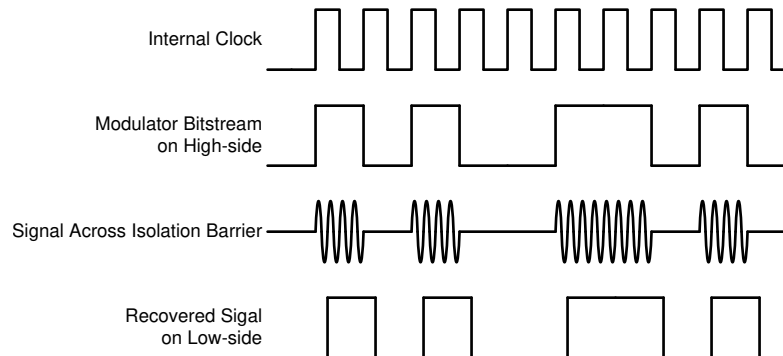 Internal Clock
Modulator Bitstream
on High-side
Signal Across Isolation Barrier
Recovered Sigal
on Low-side